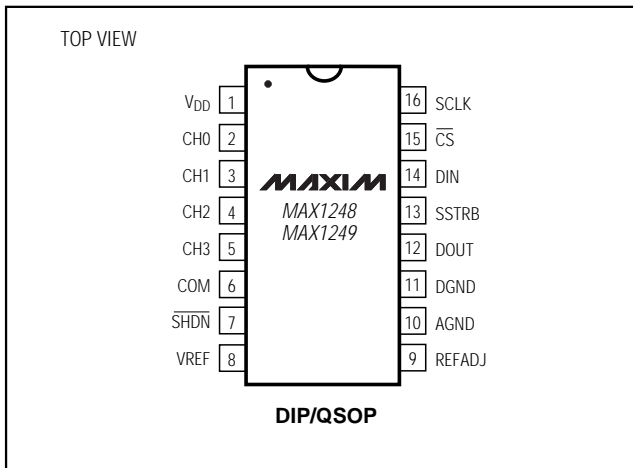 TOP VIEW
VDD 1
CH0 2
CH1 3
CH2 4
CH3 5
COM 6
SHDN 7
VREF 8
MAXIM
MAX1248
MAX1249
16 SCLK
15 CS
14 DIN
13 SSTRB
12 DOUT
11 DGND
10 AGND
9 REFADJ
DIP/QSOP